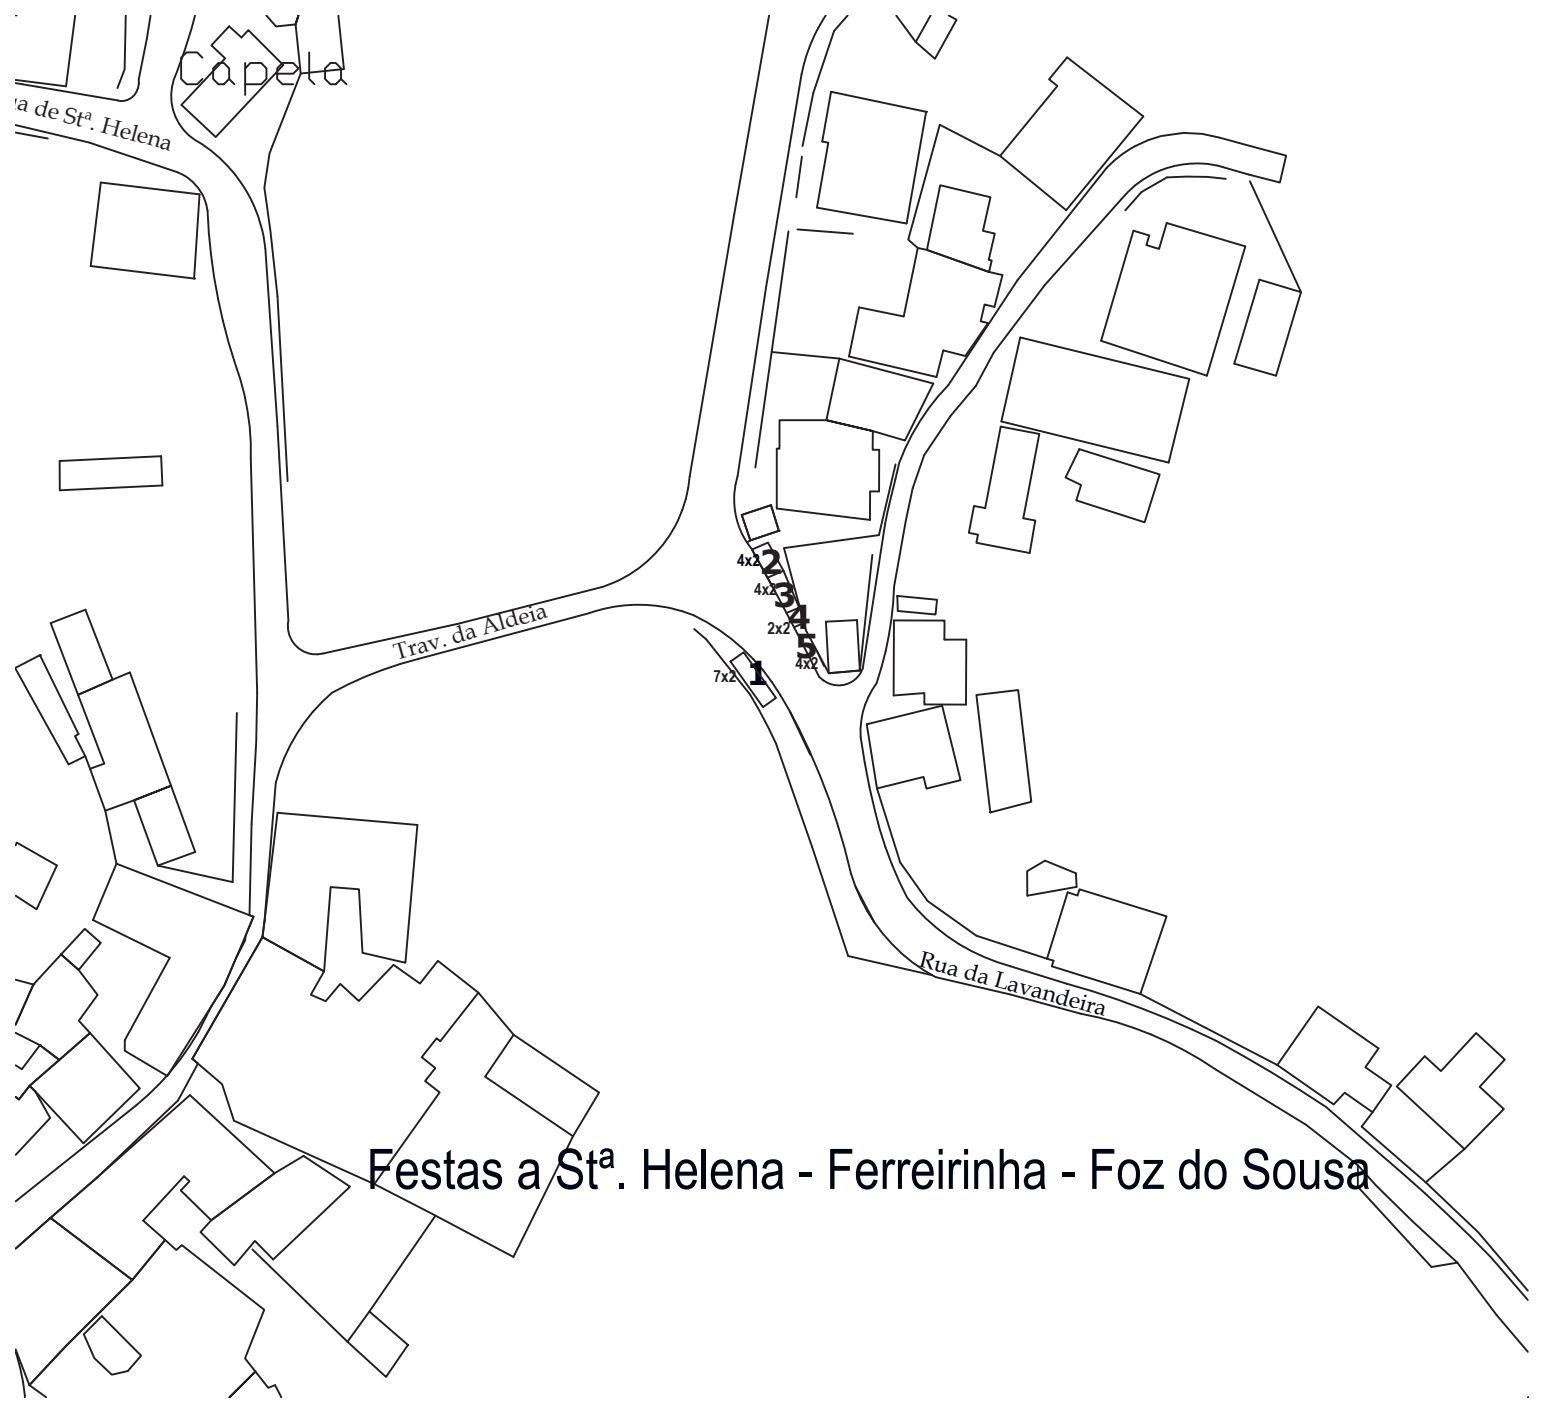 Capela
ua de Stª. Helena
Trav. da Aldeia
4x2 2
4x2 3
2x2 4
4x2 5
7x2 1
Rua da Lavandeira
Festas a Stª. Helena - Ferreirinha - Foz do Sousa